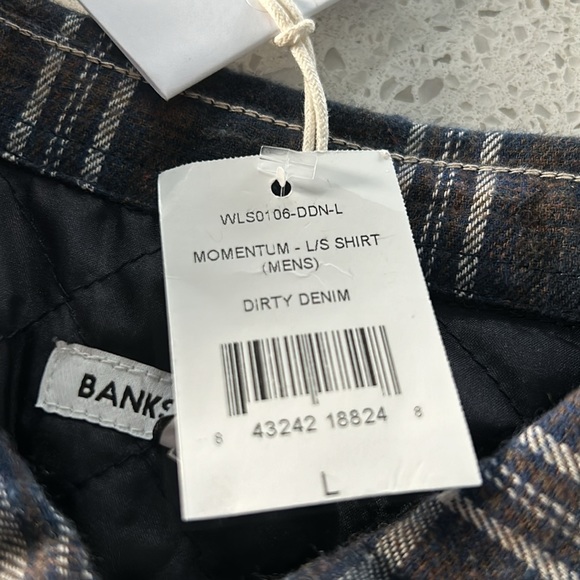 WLS0106-DDN-L
MOMENTUM - L/S SHIRT
(MENS)
DIRTY DENIM
8 43242 18824 8
L
BANKS